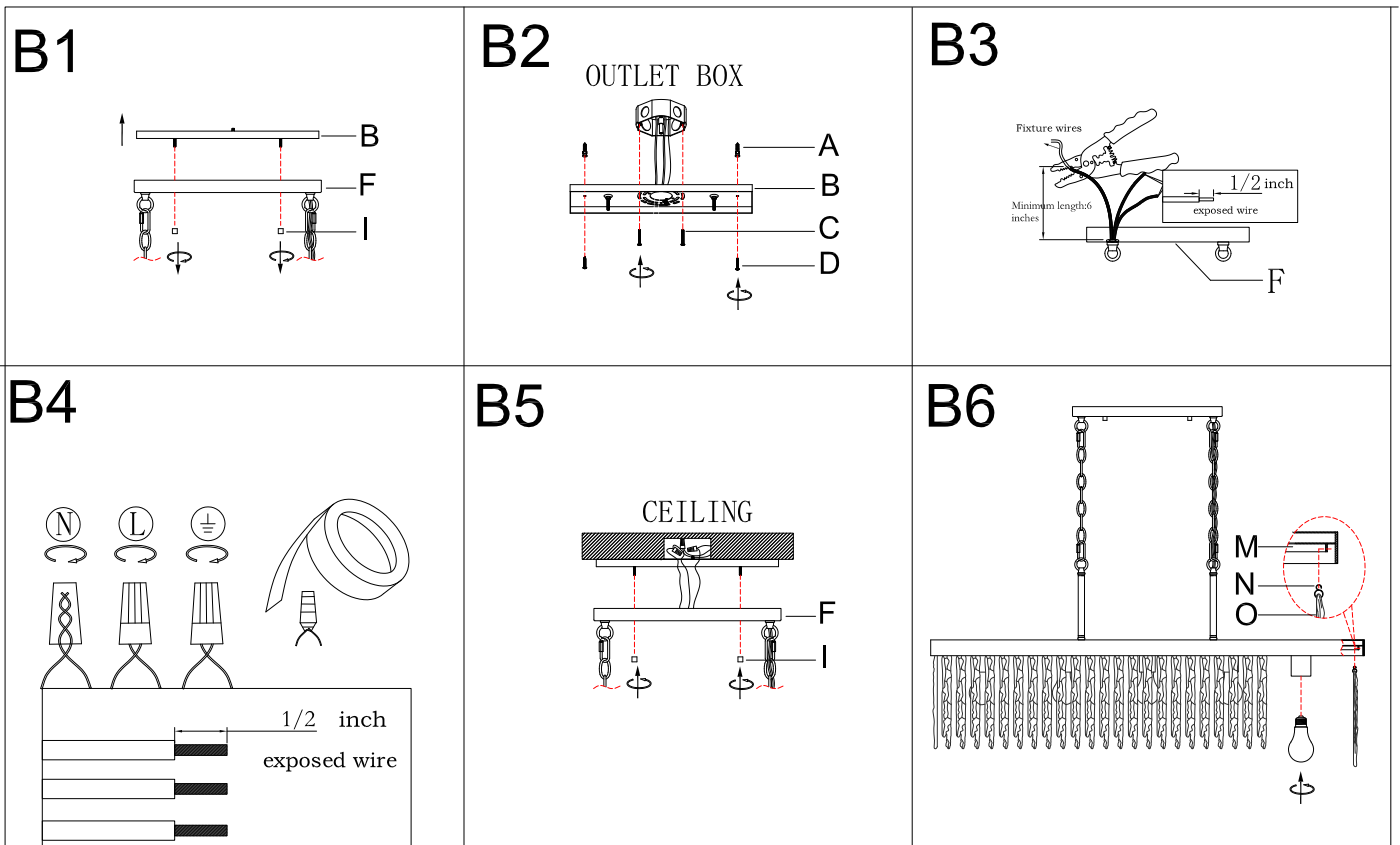 B1
B
F
I
B2
OUTLET BOX
A
B
C
D
B3
Fixture wires
1/2 inch
exposed wire
Minimum length:6
inches
F
B4
N
L
1/2 inch
exposed wire
B5
CEILING
F
I
B6
M
N
O